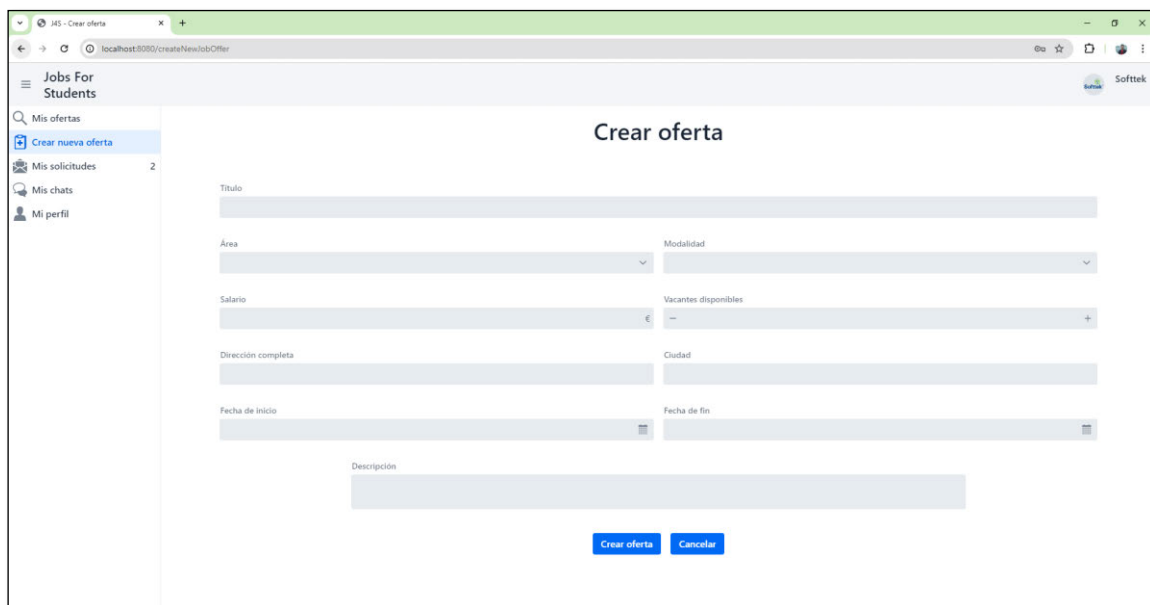 J4S - Crear oferta
localhost:8080/createNewJobOffer
Jobs For
Students
Softtek
Softtek
Mis ofertas
Crear nueva oferta
Mis solicitudes 2
Mis chats
Mi perfil
Crear oferta
Título
Área Modalidad
Salario Vacantes disponibles
€
Dirección completa Ciudad
Fecha de inicio Fecha de fin
Descripción
Crear oferta Cancelar